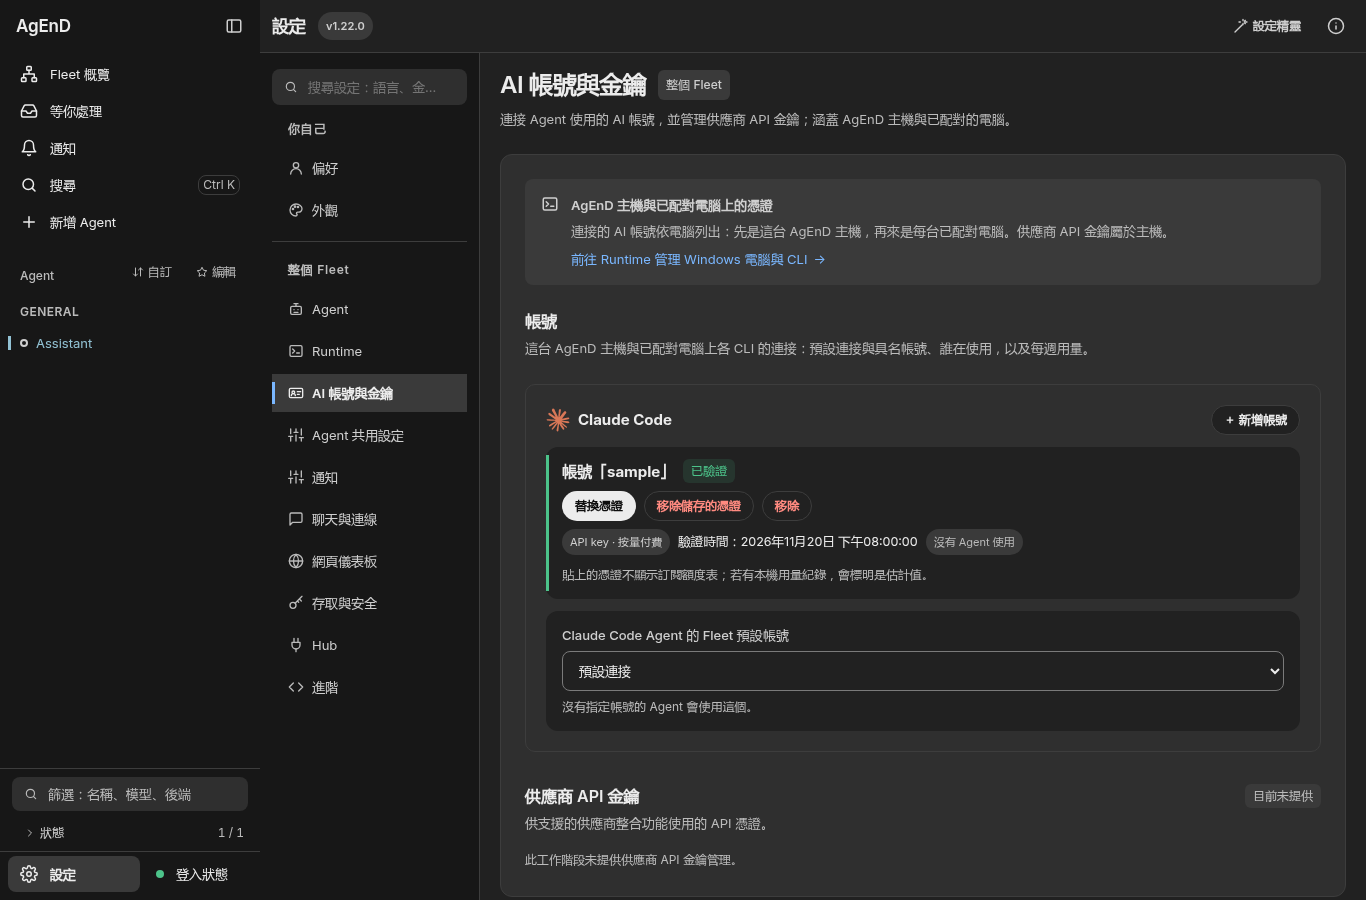 AgEnD
Fleet 概覽
等你處理
通知
搜尋
Ctrl K
新增 Agent
Agent
自訂
編輯
GENERAL
Assistant
篩選：名稱、模型、後端
狀態
1 / 1
設定
登入狀態
設定
v1.22.0
設定精靈
搜尋設定：語言、金...
你自己
偏好
外觀
整個 Fleet
Agent
Runtime
AI 帳號與金鑰
Agent 共用設定
通知
聊天與連線
網頁儀表板
存取與安全
Hub
進階
AI 帳號與金鑰
整個 Fleet
連接 Agent 使用的 AI 帳號，並管理供應商 API 金鑰；涵蓋 AgEnD 主機與已配對的電腦。
AgEnD 主機與已配對電腦上的憑證
連接的 AI 帳號依電腦列出：先是這台 AgEnD 主機，再來是每台已配對電腦。供應商 API 金鑰屬於主機。
前往 Runtime 管理 Windows 電腦與 CLI →
帳號
這台 AgEnD 主機與已配對電腦上各 CLI 的連接：預設連接與具名帳號、誰在使用，以及每週用量。
Claude Code
+ 新增帳號
帳號「sample」
已驗證
替換憑證
移除儲存的憑證
移除
API key · 按量付費
驗證時間：2026年11月20日 下午08:00:00
沒有 Agent 使用
貼上的憑證不顯示訂閱額度表；若有本機用量紀錄，會標明是估計值。
Claude Code Agent 的 Fleet 預設帳號
預設連接
沒有指定帳號的 Agent 會使用這個。
供應商 API 金鑰
目前未提供
供支援的供應商整合功能使用的 API 憑證。
此工作階段未提供供應商 API 金鑰管理。